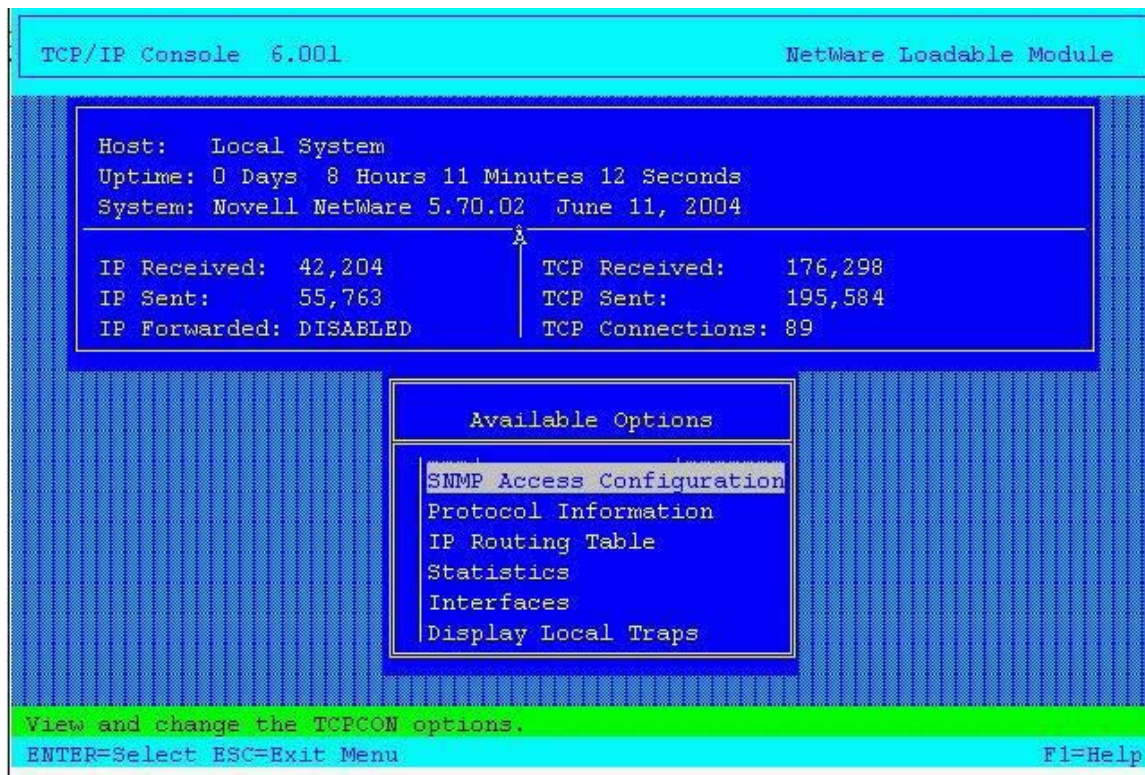 TCP/IP Console 6.001 NetWare Loadable Module
Host: Local System
Uptime: 0 Days 8 Hours 11 Minutes 12 Seconds
System: Novell NetWare 5.70.02 June 11, 2004
IP Received: 42,204 TCP Received: 176,298
IP Sent: 55,763 TCP Sent: 195,584
IP Forwarded: DISABLED TCP Connections: 89
Available Options
SNMP Access Configuration
Protocol Information
IP Routing Table
Statistics
Interfaces
Display Local Traps
View and change the TCPCON options.
ENTER=Select ESC=Exit Menu F1=Help